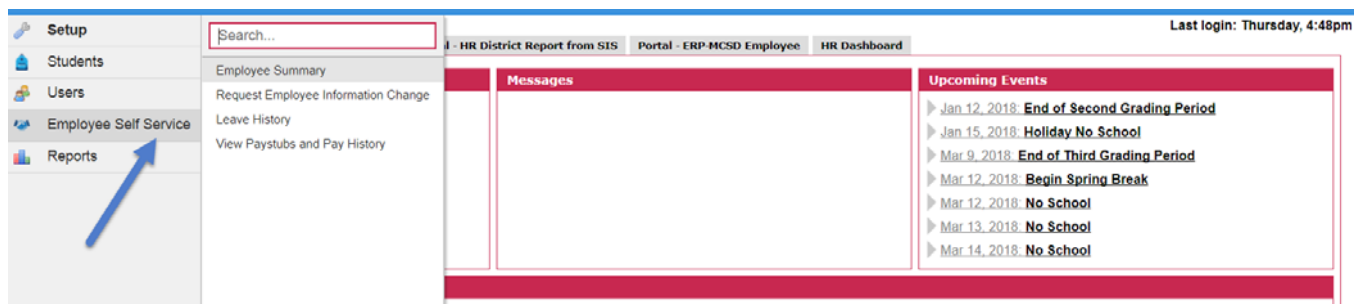 Last login: Thursday, 4:48pm
Setup
Students
Users
Employee Self Service
Reports
Search...
Employee Summary
Request Employee Information Change
Leave History
View Paystubs and Pay History
- HR District Report from SIS
Portal - ERP-MCSD Employee
HR Dashboard
Messages
Upcoming Events
Jan 12, 2018: End of Second Grading Period
Jan 15, 2018: Holiday No School
Mar 9, 2018: End of Third Grading Period
Mar 12, 2018: Begin Spring Break
Mar 12, 2018: No School
Mar 13, 2018: No School
Mar 14, 2018: No School